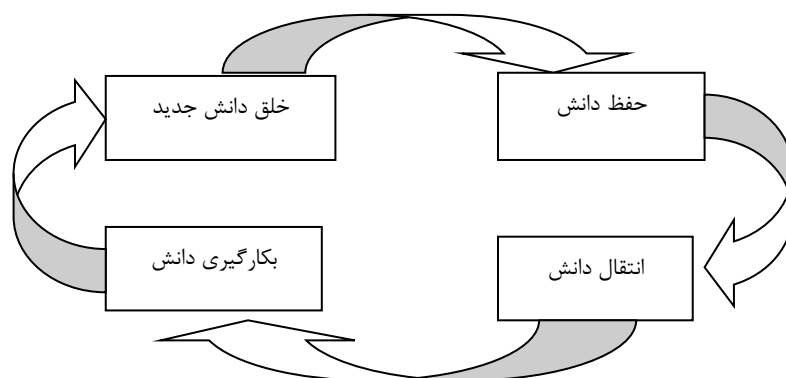 خلق دانش جدید
حفظ دانش
انتقال دانش
بکارگیری دانش